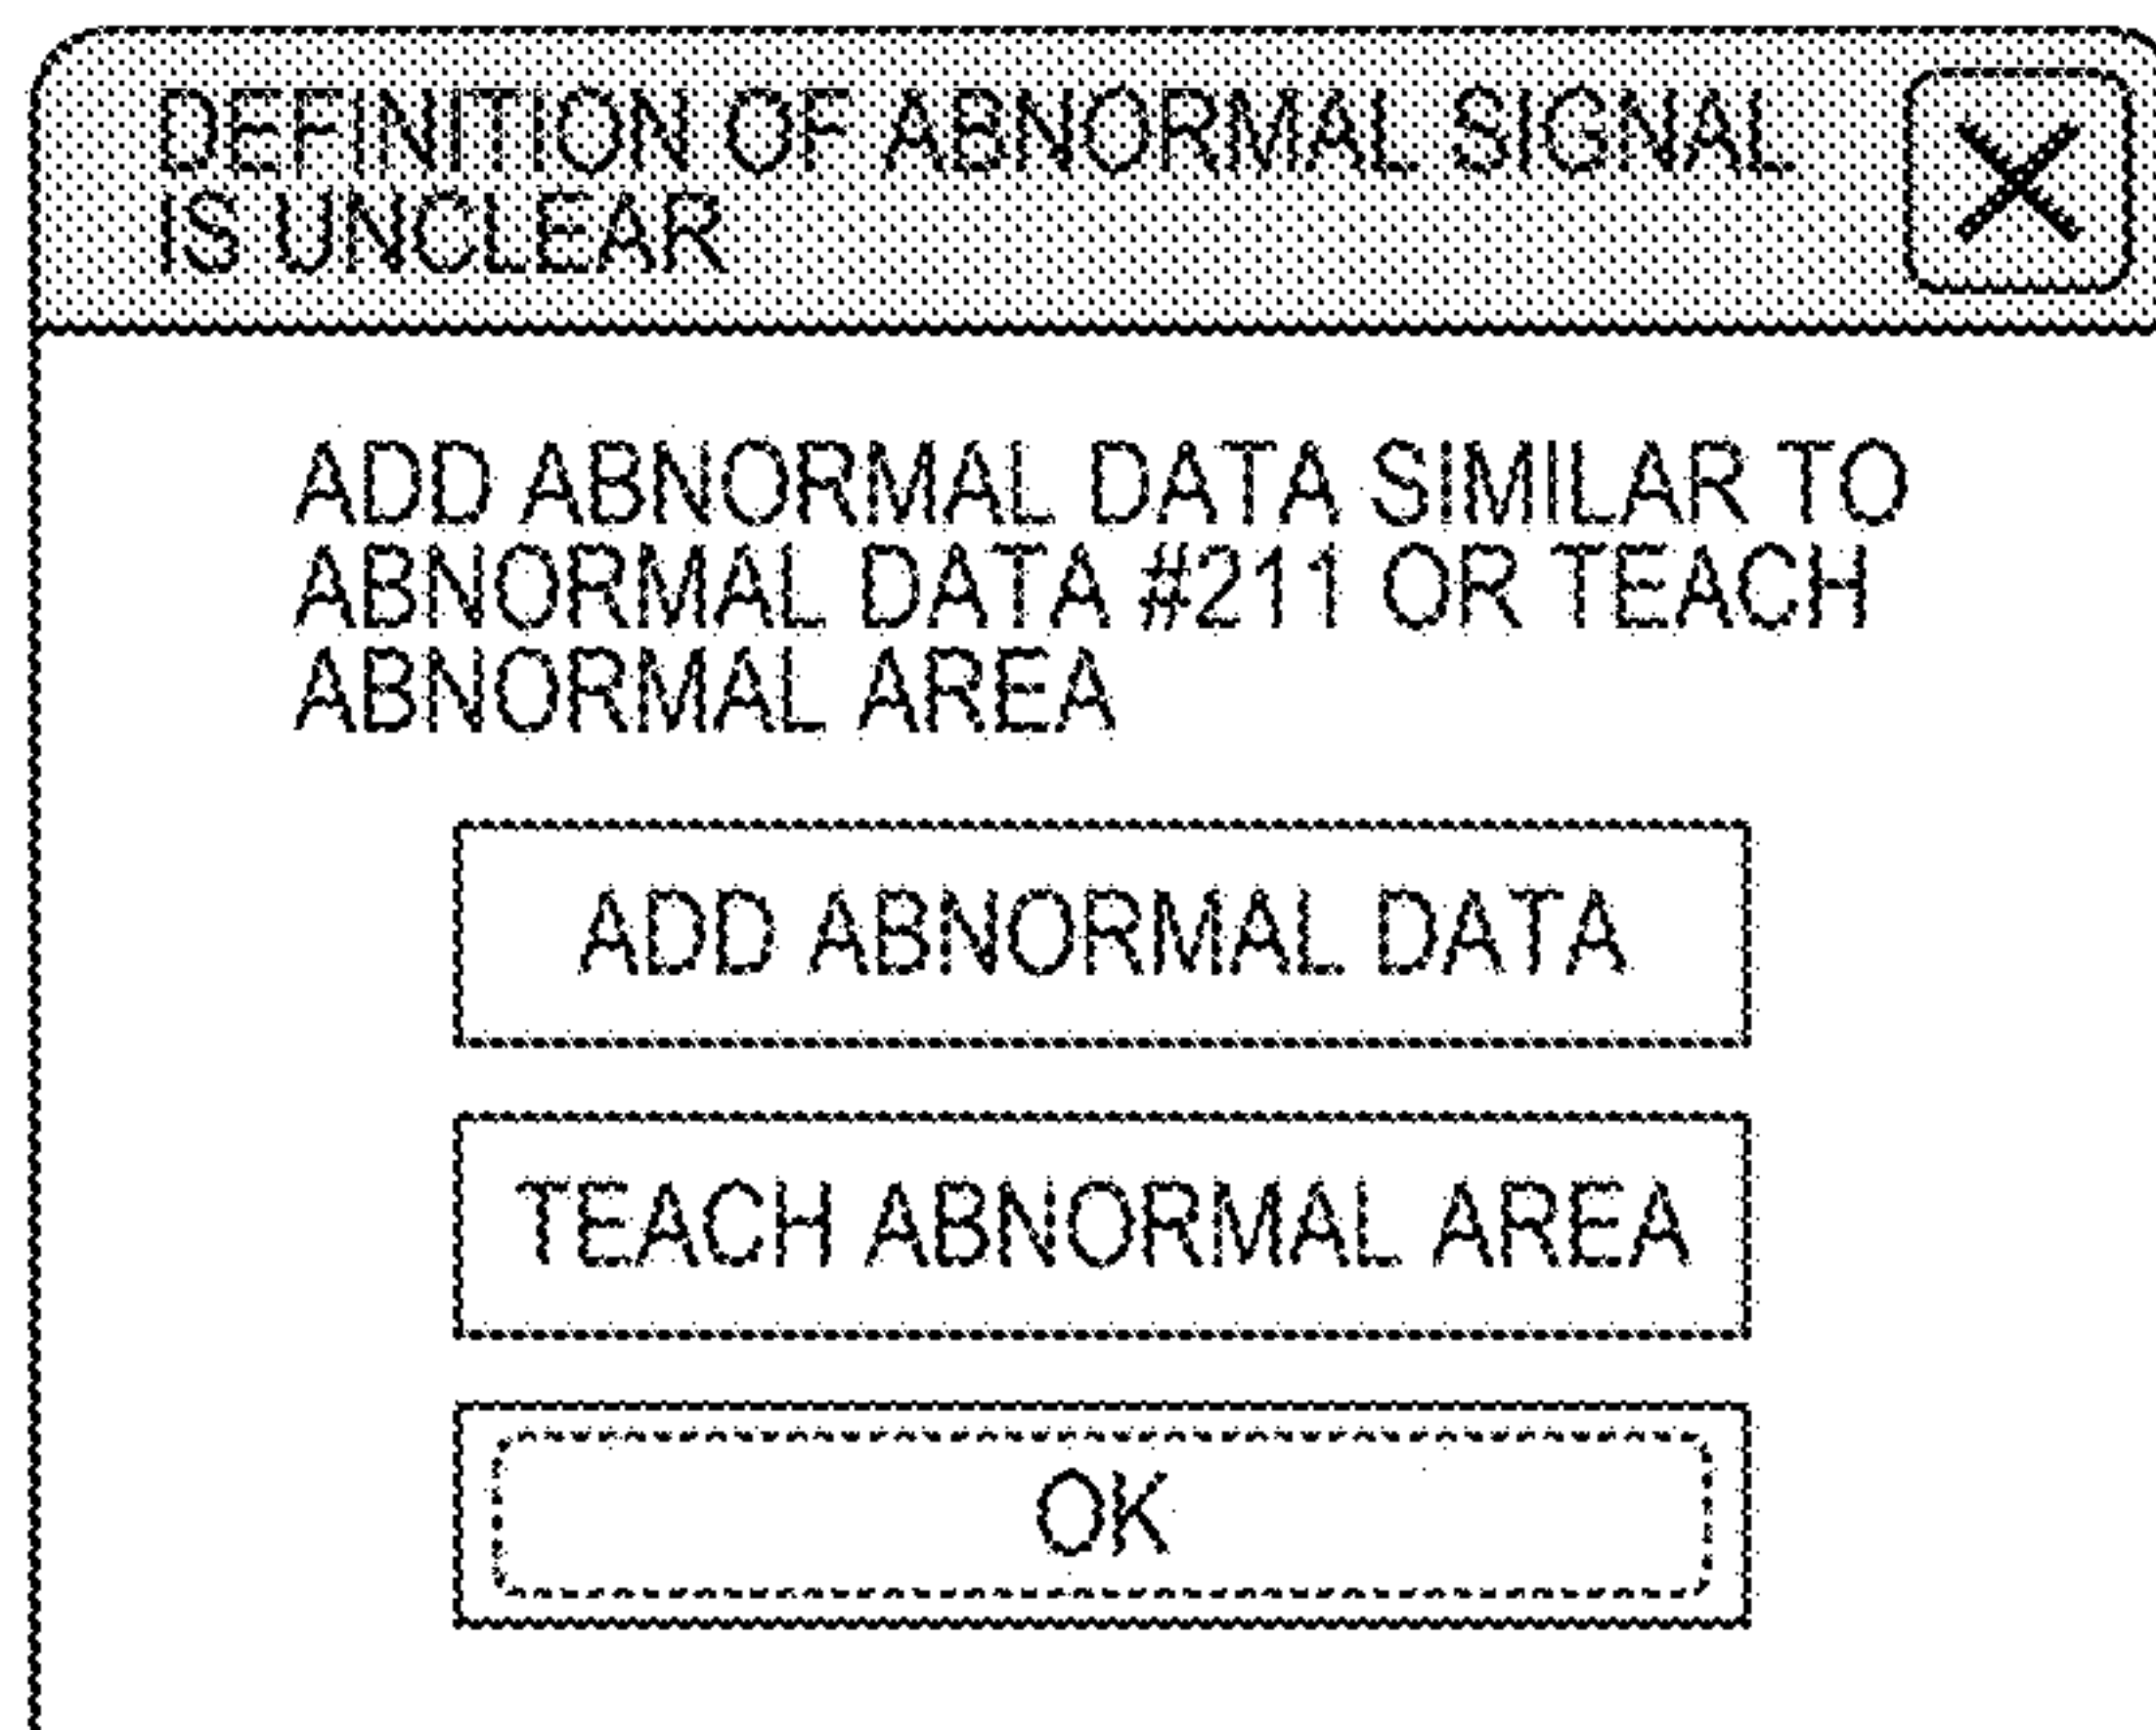 DEFINITION OF ABNORMAL SIGNAL
IS UNCLEAR
ADD ABNORMAL DATA SIMILAR TO
ABNORMAL DATA #211 OR TEACH
ABNORMAL AREA
ADD ABNORMAL DATA
TEACH ABNORMAL AREA
OK